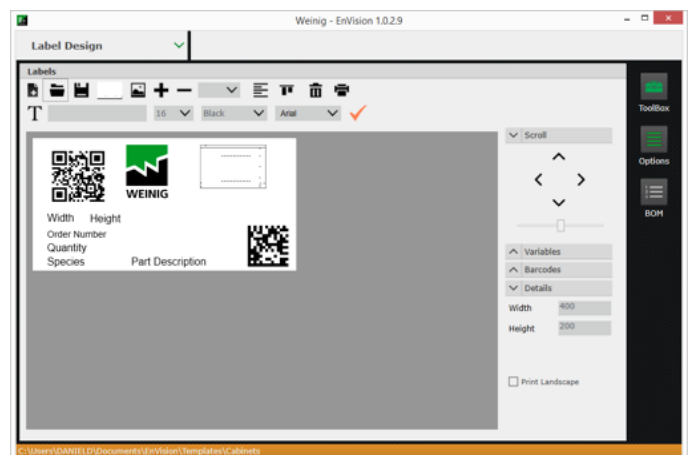 Weinig - EnVision 1.0.2.9
Label Design
Labels
T
16 Black Arial
ToolBox
Options
BOM
Scroll
WEINIG
Width Height
Order Number
Quantity
Species Part Description
Variables
Barcodes
Details
Width 400
Height 200
Print Landscape
C:\Users\DANIELD\Documents\EnVision\Templates\Cabinets